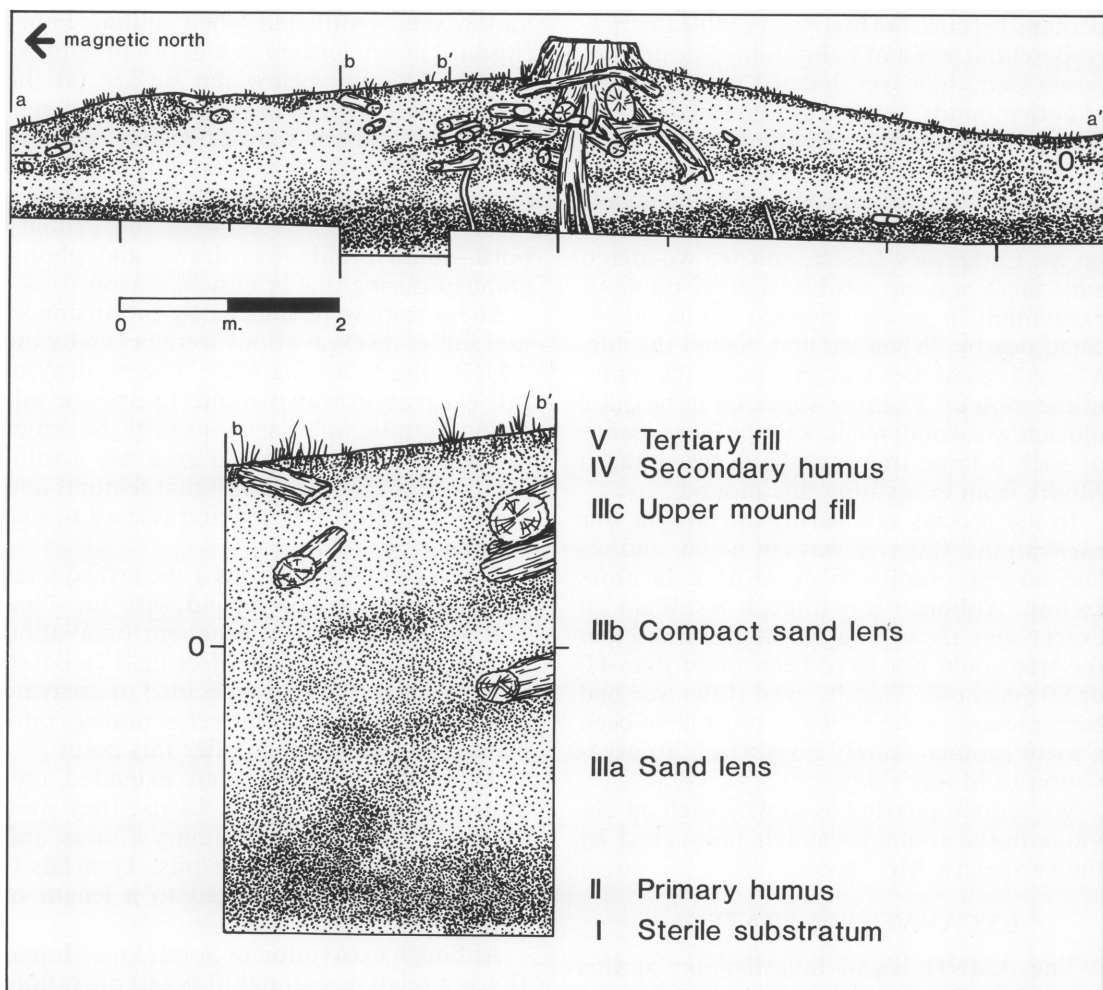 magnetic north
b b'
a a'
0 0
0 m. 2
b b'
V Tertiary fill
IV Secondary humus
IIIc Upper mound fill
0 IIIb Compact sand lens
IIIa Sand lens
II Primary humus
I Sterile substratum